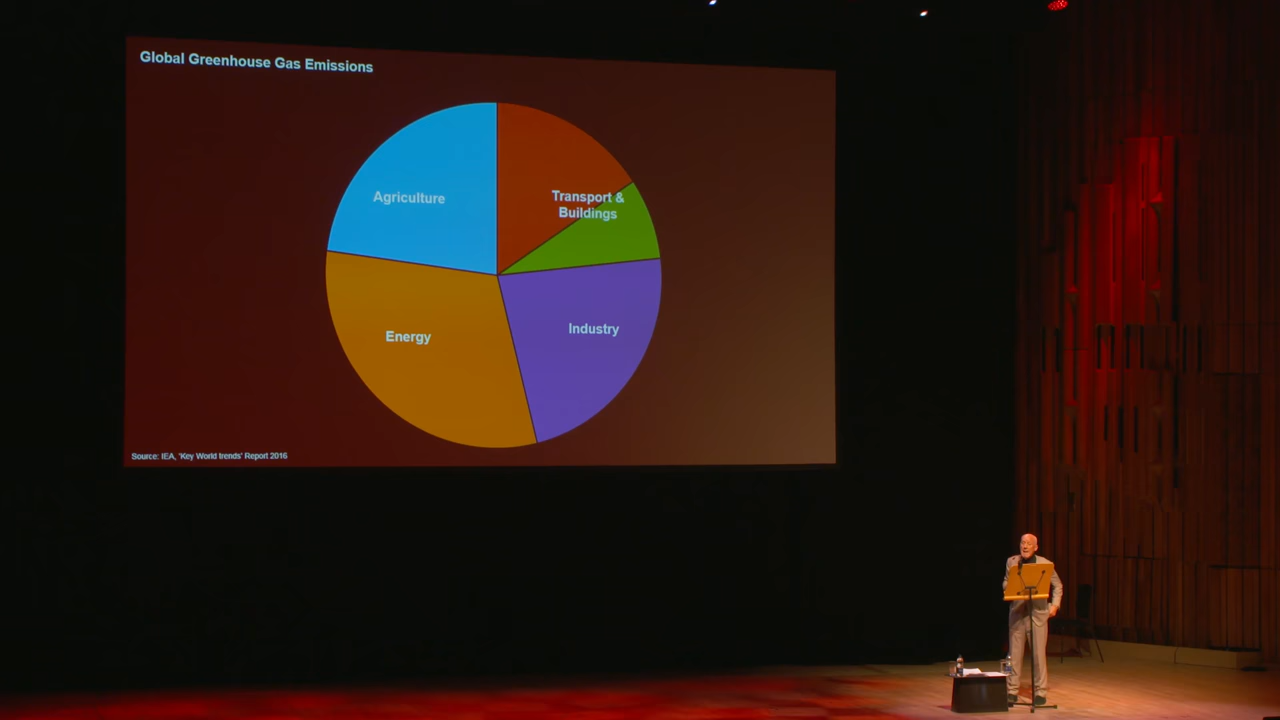 Global Greenhouse Gas Emissions
Agriculture
Transport &
Buildings
Energy
Industry
Source: IEA, 'Key World trends' Report 2016